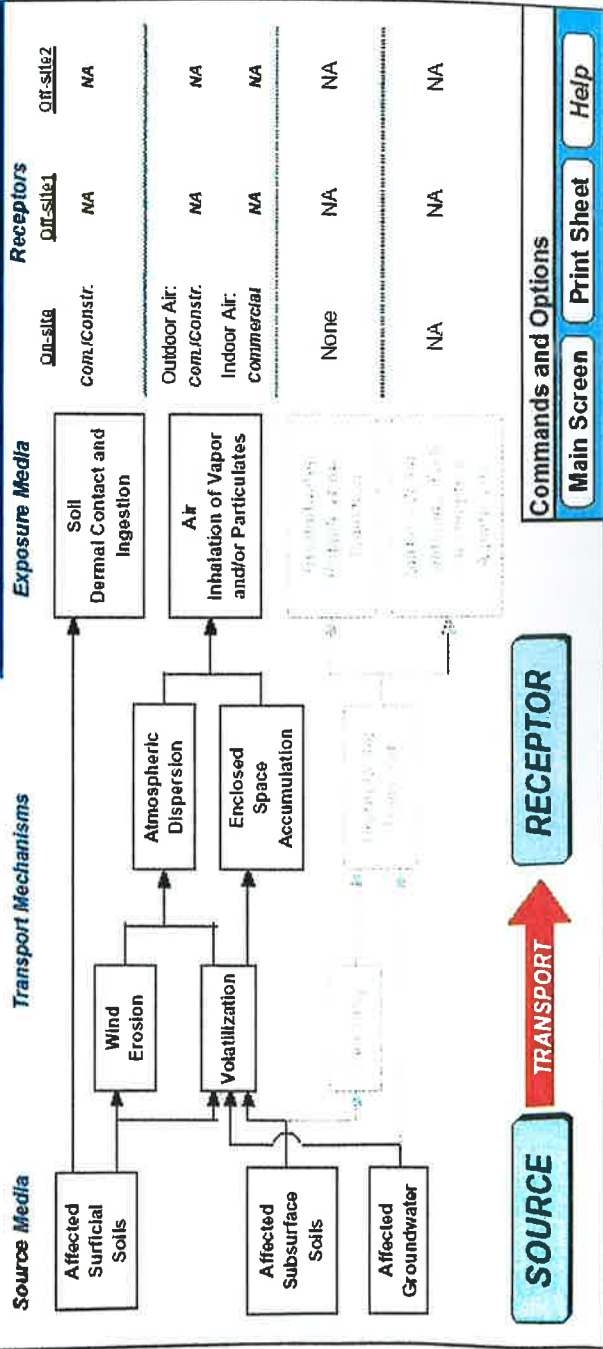 Source Media
Transport Mechanisms
Exposure Media
Receptors
On-site
Off-site1
Off-site2
Affected
Surficial
Soils
Wind
Erosion
Atmospheric
Dispersion
Soil
Dermal Contact and
Ingestion
Com./Constr.
NA
NA
Volatilization
Enclosed
Space
Accumulation
Air
Inhalation of Vapor
and/or Particulates
Outdoor Air:
Com./Constr.
NA
NA
Indoor Air:
Commercial
NA
NA
Affected
Subsurface
Soils
None
NA
NA
Affected
Groundwater
NA
NA
NA
SOURCE
TRANSPORT
RECEPTOR
Commands and Options
Main Screen
Print Sheet
Help